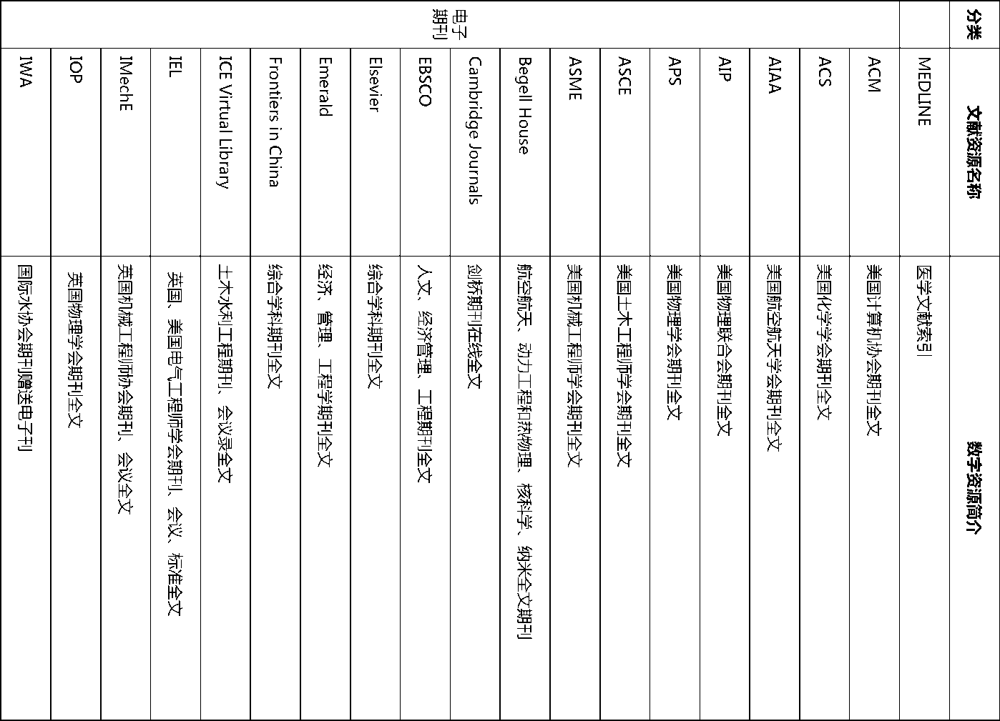 分类 文献资源名称 数字资源简介
MEDLINE 医学文献索引
电子
期刊
ACM 美国计算机协会期刊全文
ACS 美国化学学会期刊全文
AIAA 美国航空航天学会期刊全文
AIP 美国物理联合会期刊全文
APS 美国物理学会期刊全文
ASCE 美国土木工程师学会期刊全文
ASME 美国机械工程师学会期刊全文
Begell House 航空航天、动力工程和热物理、核科学、纳米全文期刊
Cambridge Journals 剑桥期刊在线全文
EBSCO 人文、经济管理、工程期刊全文
Elsevier 综合学科期刊全文
Emerald 经济、管理、工程学期刊全文
Frontiers in China 综合学科期刊全文
ICE Virtual Library 土木水利工程期刊、会议录全文
IEL 英国、美国电气工程师学会期刊、会议、标准全文
IMechE 英国机械工程师协会期刊、会议全文
IOP 英国物理学会期刊全文
IWA 国际水协会期刊赠送电子刊